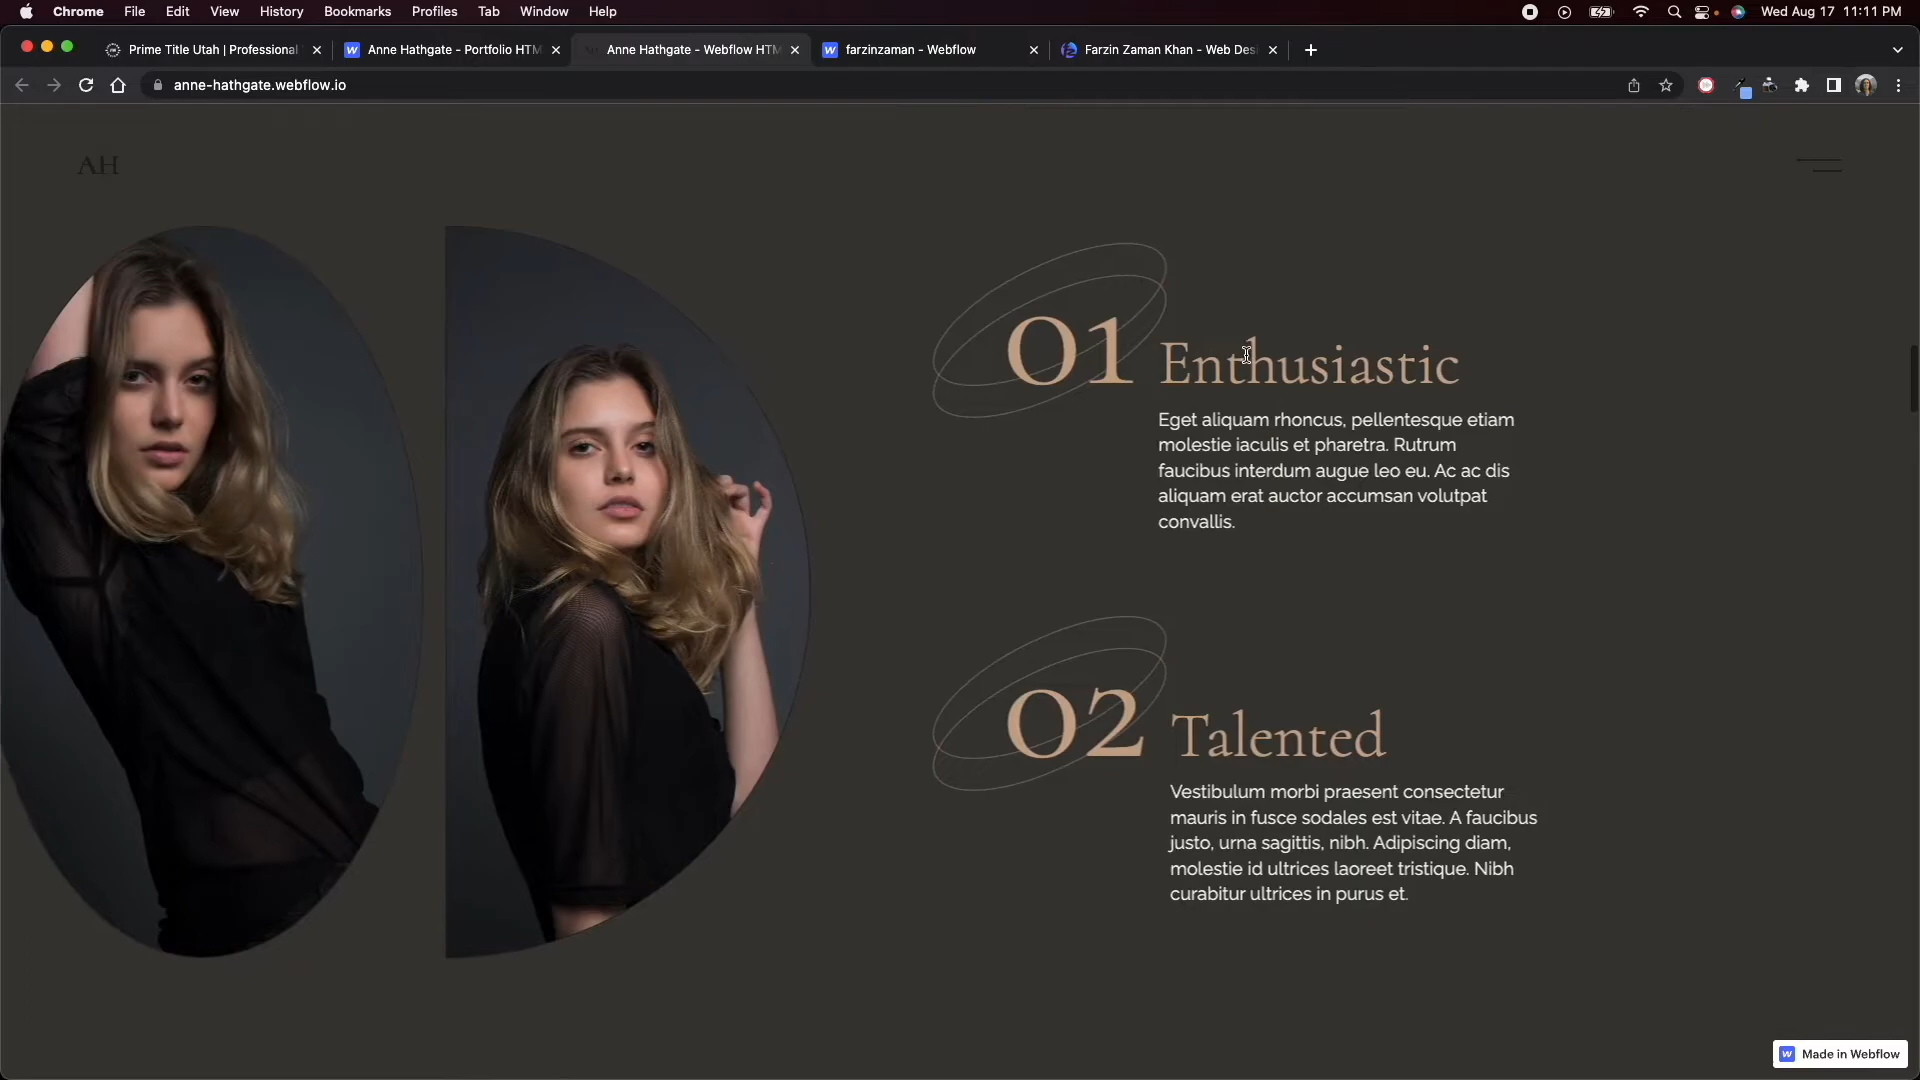 Chrome File Edit View History Bookmarks Profiles Tab Window Help Wed Aug 17 11:11 PM
Prime Title Utah | Professional
Anne Hathgate - Portfolio HTM
Anne Hathgate - Webflow HTM
farzinzaman - Webflow
Farzin Zaman Khan - Web Des
anne-hathgate.webflow.io
AH
01 Enthusiastic
Eget aliquam rhoncus, pellentesque etiam
molestie iaculis et pharetra. Rutrum
faucibus interdum augue leo eu. Ac ac dis
aliquam erat auctor accumsan volutpat
convallis.
02 Talented
Vestibulum morbi praesent consectetur
mauris in fusce sodales est vitae. A faucibus
justo, urna sagittis, nibh. Adipiscing diam,
molestie id ultrices laoreet tristique. Nibh
curabitur ultrices in purus et.
Made in Webflow